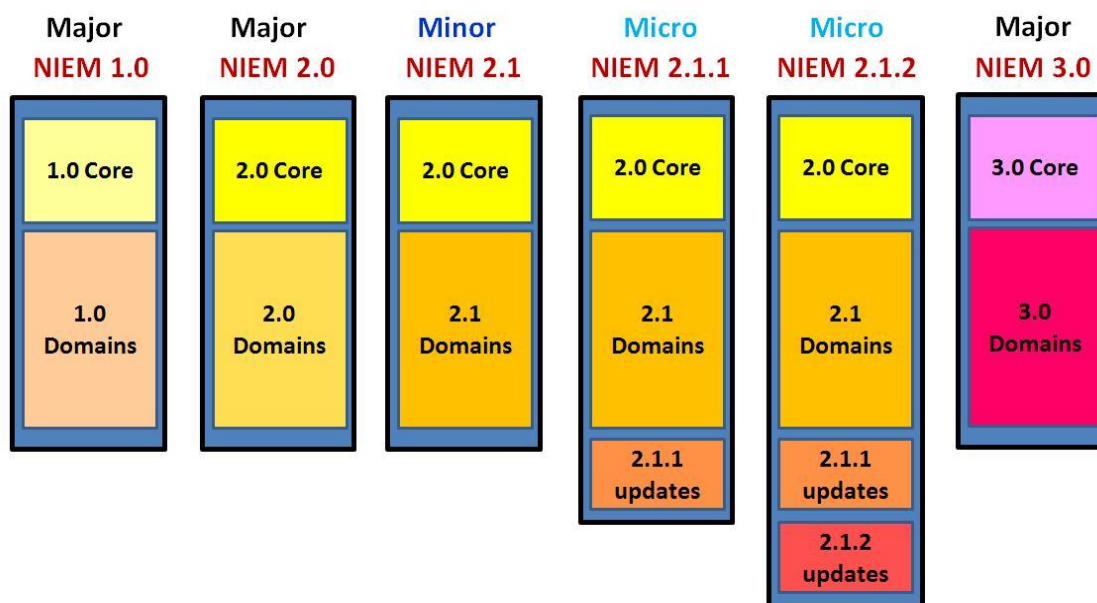 Major
NIEM 1.0
1.0 Core
1.0
Domains
Major
NIEM 2.0
2.0 Core
2.0
Domains
Minor
NIEM 2.1
2.0 Core
2.1
Domains
Micro
NIEM 2.1.1
2.0 Core
2.1
Domains
2.1.1
updates
Micro
NIEM 2.1.2
2.0 Core
2.1
Domains
2.1.1
updates
2.1.2
updates
Major
NIEM 3.0
3.0 Core
3.0
Domains